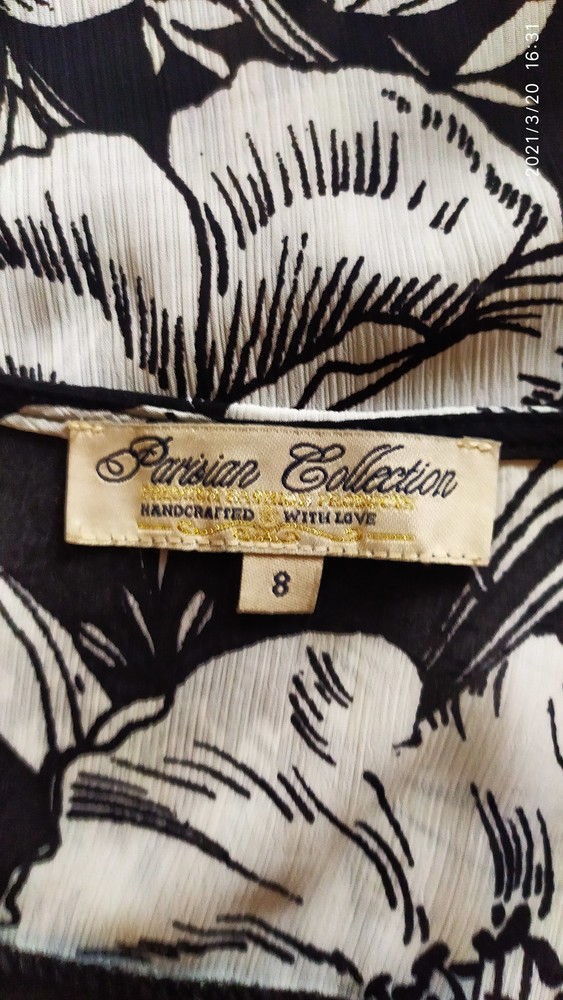 2021/3/20 16:31
Parisian Collection
HANDCRAFTED WITH LOVE
8